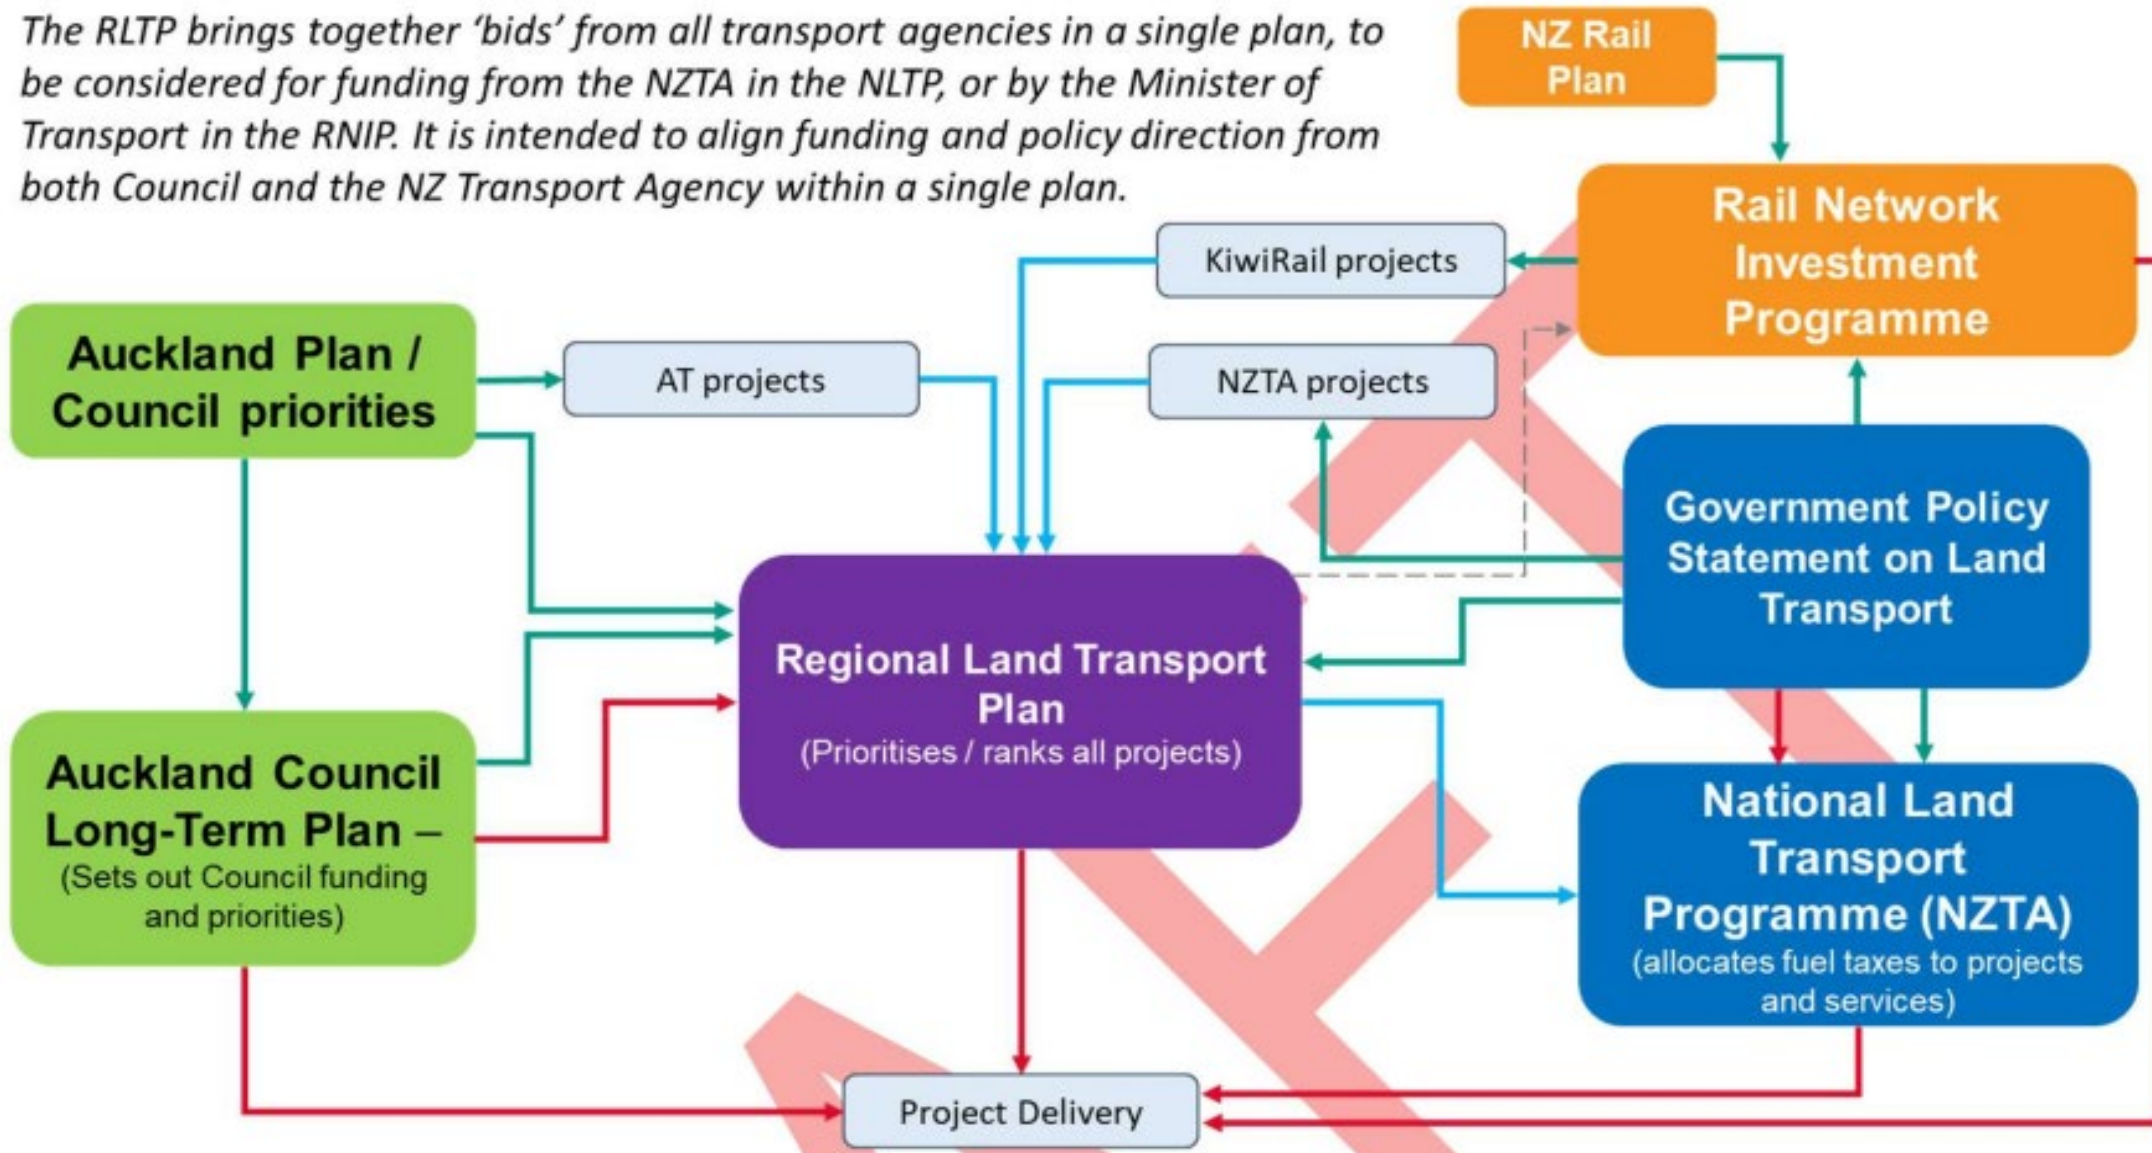 The RLTP brings together ‘bids’ from all transport agencies in a single plan, to
be considered for funding from the NZTA in the NLTP, or by the Minister of
Transport in the RNIP. It is intended to align funding and policy direction from
both Council and the NZ Transport Agency within a single plan.
NZ Rail
Plan
Rail Network
Investment
Programme
KiwiRail projects
Auckland Plan /
Council priorities
AT projects
NZTA projects
Government Policy
Statement on Land
Transport
Regional Land Transport
Plan
(Prioritises / ranks all projects)
Auckland Council
Long-Term Plan –
(Sets out Council funding
and priorities)
National Land
Transport
Programme (NZTA)
(allocates fuel taxes to projects
and services)
Project Delivery